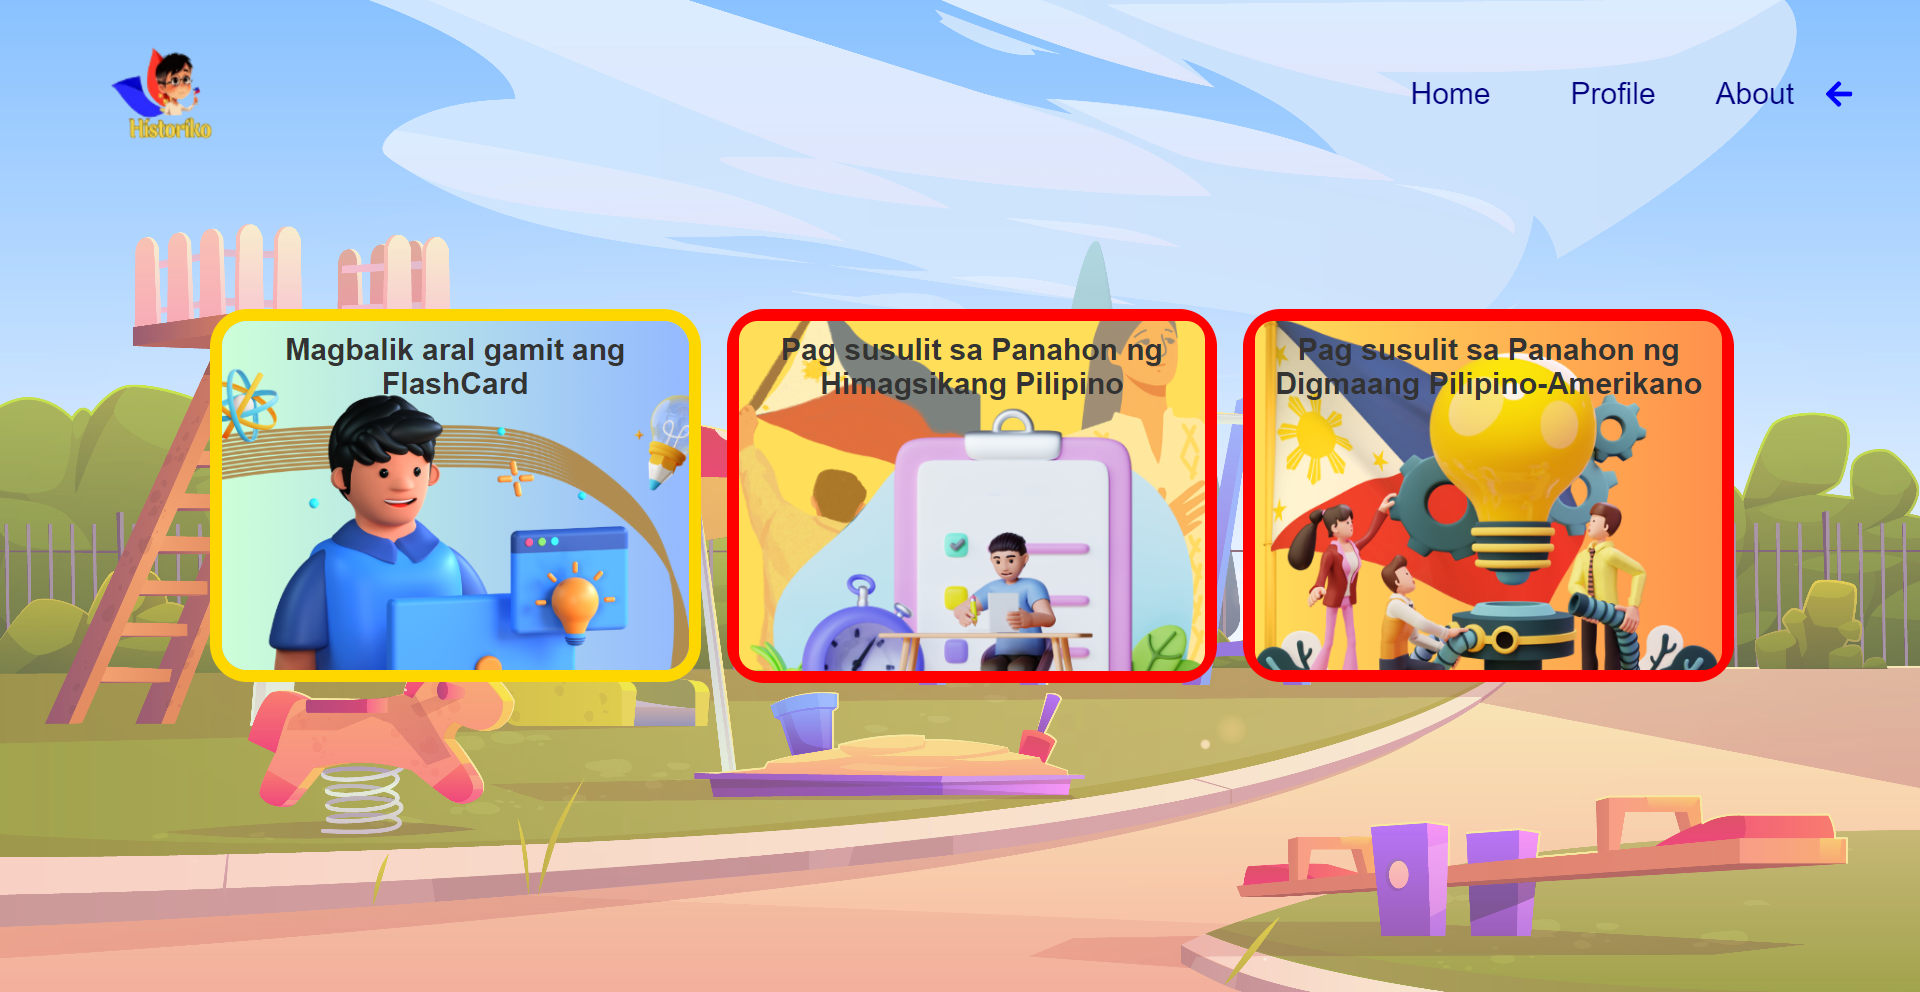 Historiko
Home
Profile
About
Magbalik aral gamit ang
FlashCard
Pag susulit sa Panahon ng
Himagsikang Pilipino
Pag susulit sa Panahon ng
Digmaang Pilipino-Amerikano